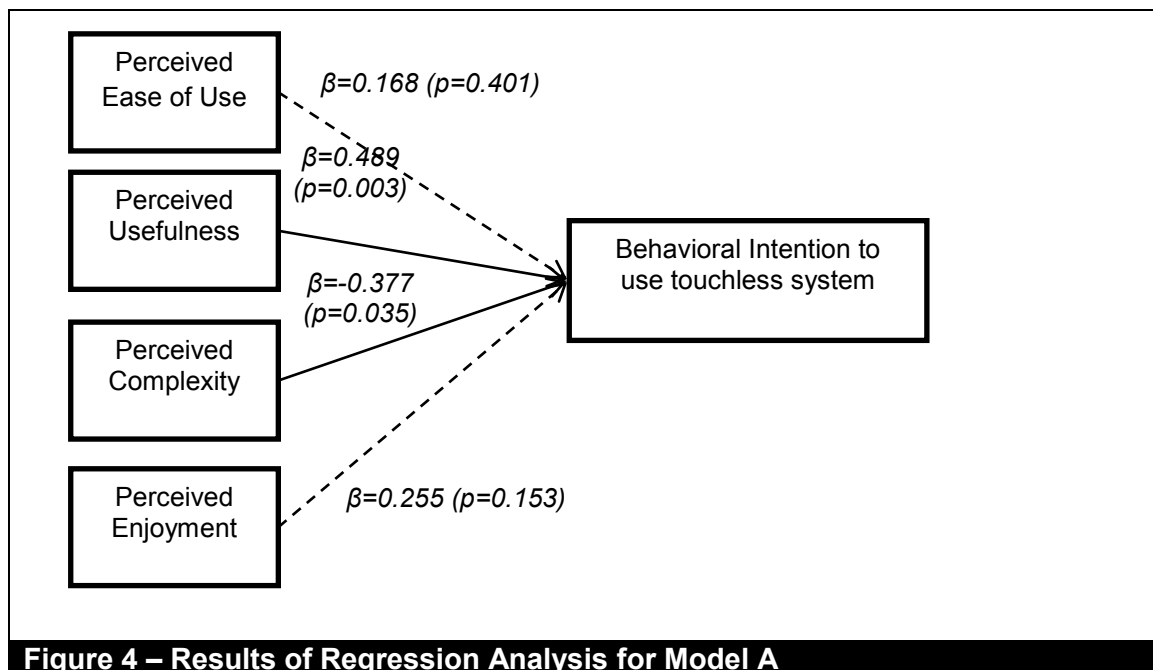 Perceived
Ease of Use
β=0.168 (p=0.401)
β=0.489
(p=0.003)
Perceived
Usefulness
Behavioral Intention to
use touchless system
β=-0.377
(p=0.035)
Perceived
Complexity
Perceived
Enjoyment
β=0.255 (p=0.153)
Figure 4 – Results of Regression Analysis for Model A